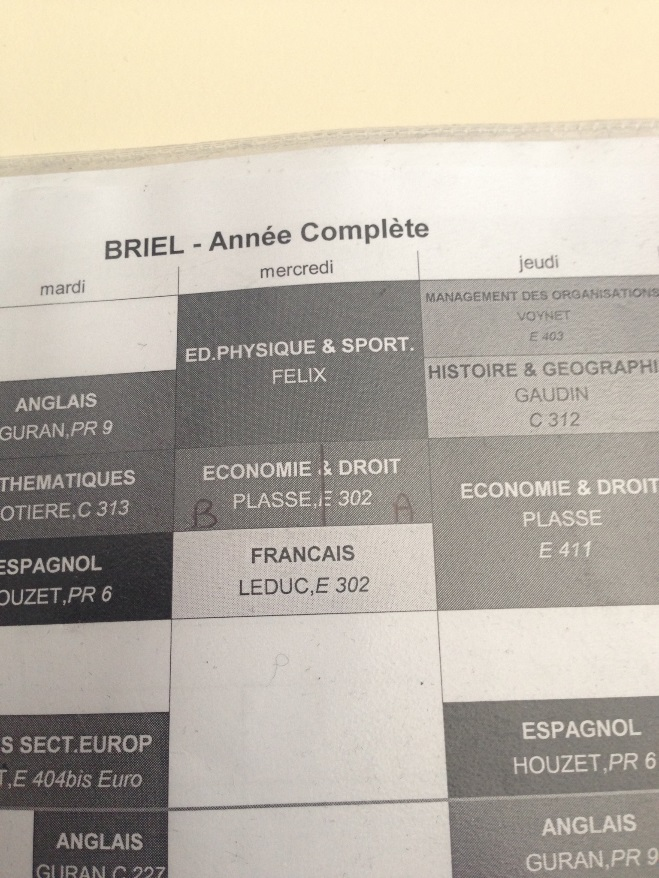 BRIEL - Année Complète
mardi
mercredi
jeudi
ANGLAIS
GURAN,PR 9
THEMATIQUES
OTIERE,C 313
ESPAGNOL
OUZET,PR 6
S SECT.EUROP
T,E 404bis Euro
ANGLAIS
GURAN,C 227
ED.PHYSIQUE & SPORT.
FELIX
ECONOMIE & DROIT
PLASSE,E 302
B
A
FRANCAIS
LEDUC,E 302
P
MANAGEMENT DES ORGANISATIONS
VOYNET
E 403
HISTOIRE & GEOGRAPHI
GAUDIN
C 312
ECONOMIE & DROIT
PLASSE
E 411
ESPAGNOL
HOUZET,PR 6
ANGLAIS
GURAN,PR 9